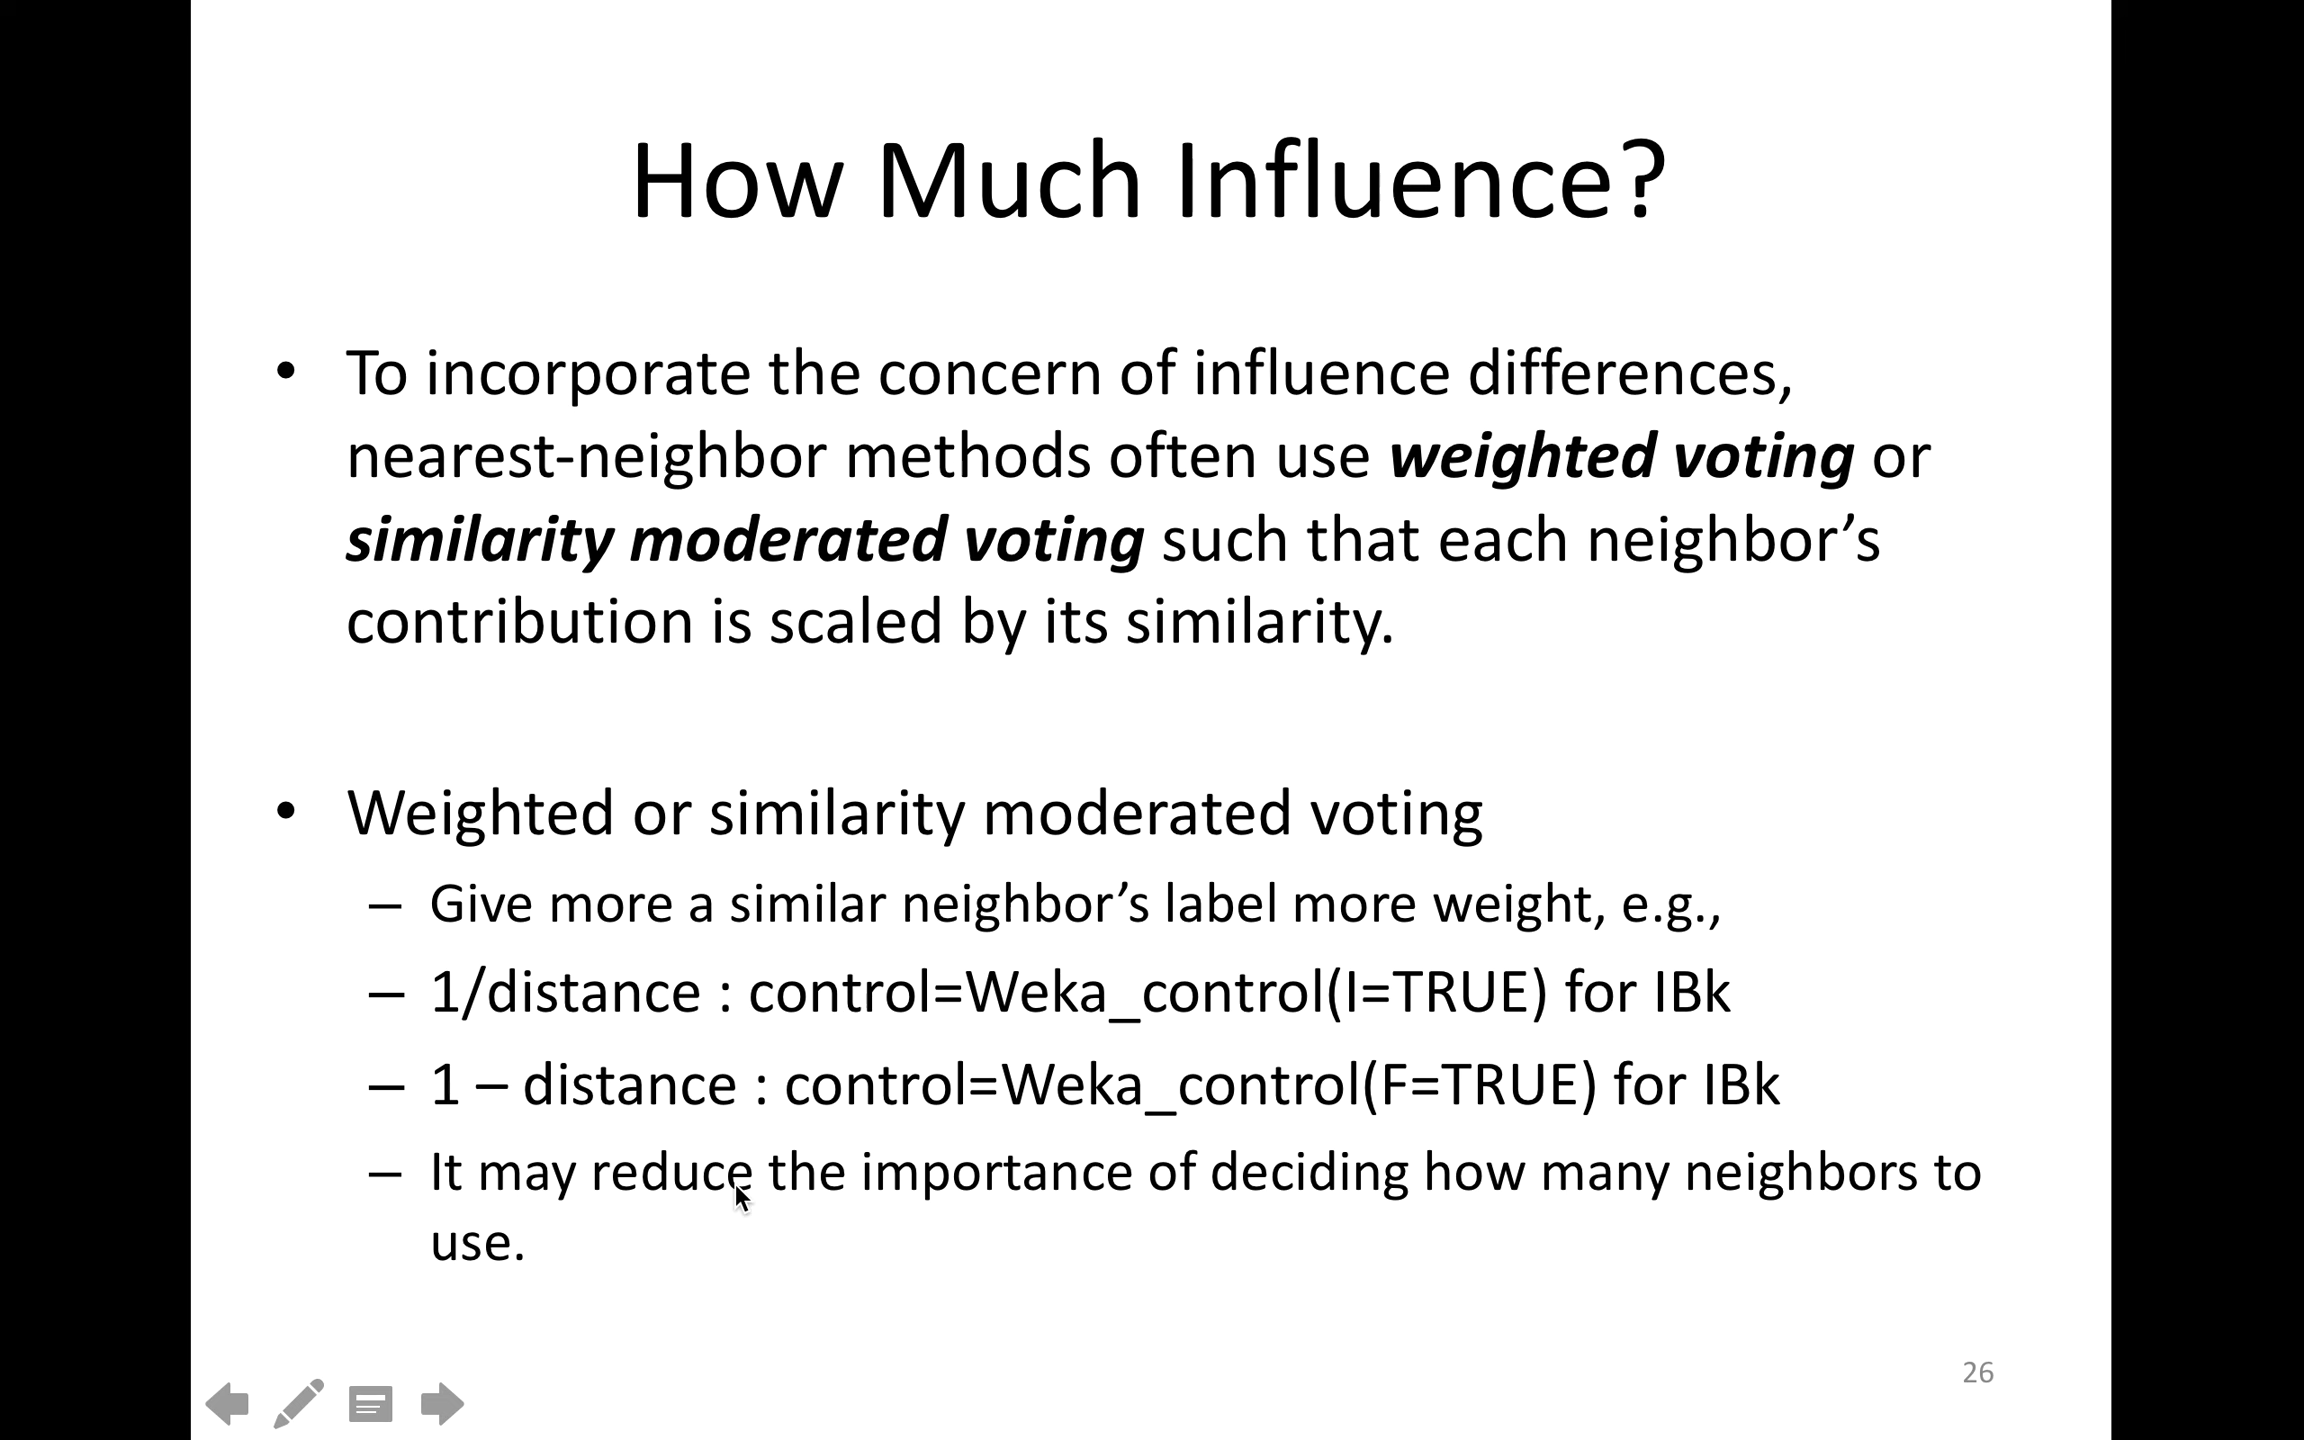 How Much Influence?
• To incorporate the concern of influence differences,
nearest-neighbor methods often use weighted voting or
similarity moderated voting such that each neighbor’s
contribution is scaled by its similarity.
• Weighted or similarity moderated voting
– Give more a similar neighbor’s label more weight, e.g.,
– 1/distance : control=Weka_control(I=TRUE) for IBk
– 1 – distance : control=Weka_control(F=TRUE) for IBk
– It may reduce the importance of deciding how many neighbors to
use.
26